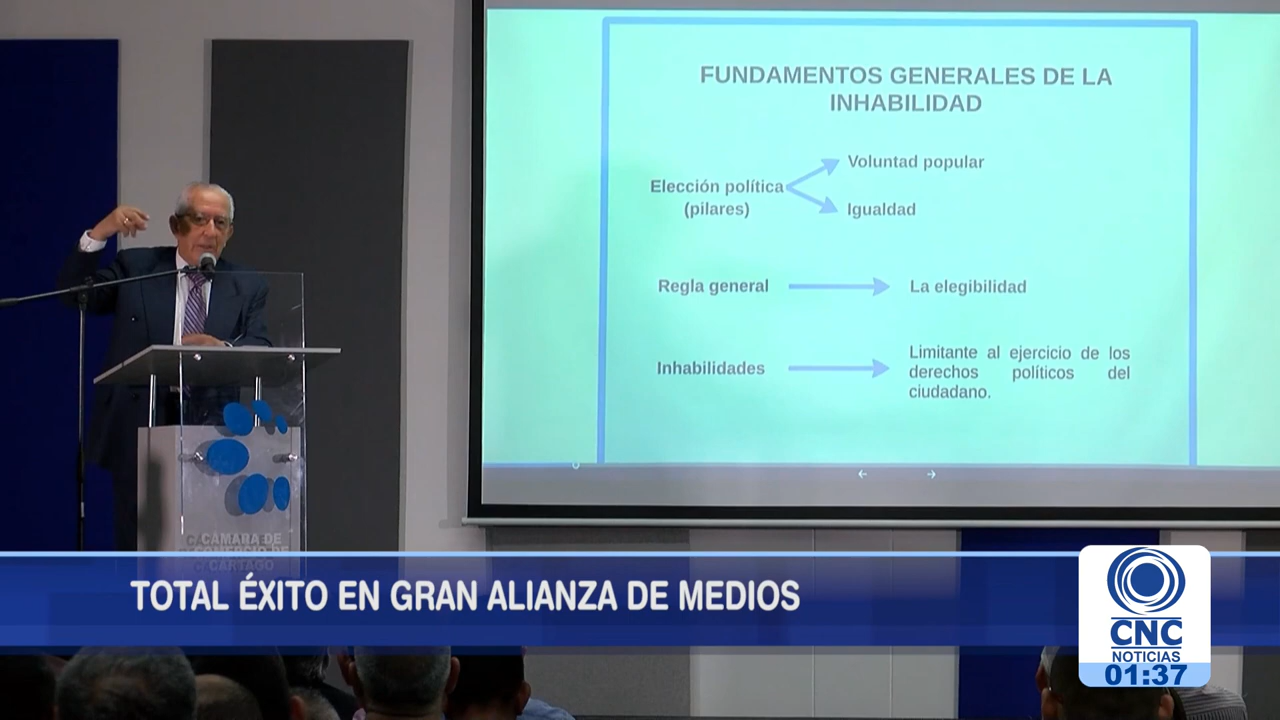 FUNDAMENTOS GENERALES DE LA
INHABILIDAD
Elección política
(pilares)
Voluntad popular
Igualdad
Regla general
La elegibilidad
Inhabilidades
Limitante al ejercicio de los
derechos políticos del
ciudadano.
CÁMARA DE
COMERCIO DE
CARTAGO
TOTAL ÉXITO EN GRAN ALIANZA DE MEDIOS
CNC
NOTICIAS
01:37